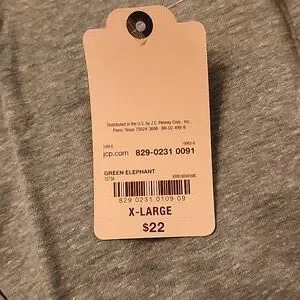 Distributed in the U.S. by J.C. Penney Corp., Inc.
Plano, Texas 75024-3698
jcp.com 829-0231 0091
GREEN ELEPHANT
829 0231 0109 09
X-LARGE
$22